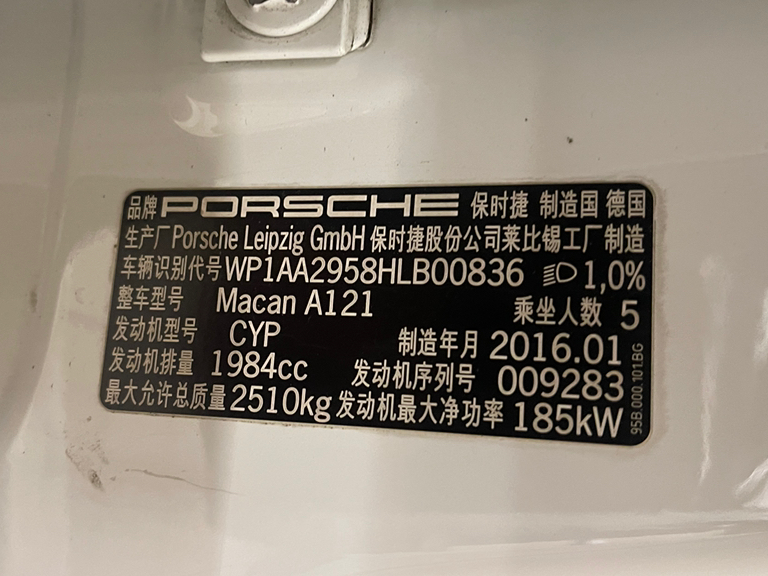 品牌 PORSCHE 保时捷 制造国 德国
生产厂 Porsche Leipzig GmbH 保时捷股份公司莱比锡工厂制造
车辆识别代号 WP1AA2958HLB00836 1,0%
整车型号 Macan A121 乘坐人数 5
发动机型号 CYP 制造年月 2016.01
发动机排量 1984cc 发动机序列号 009283
最大允许总质量 2510kg 发动机最大净功率 185kW
95B.000.101.BG